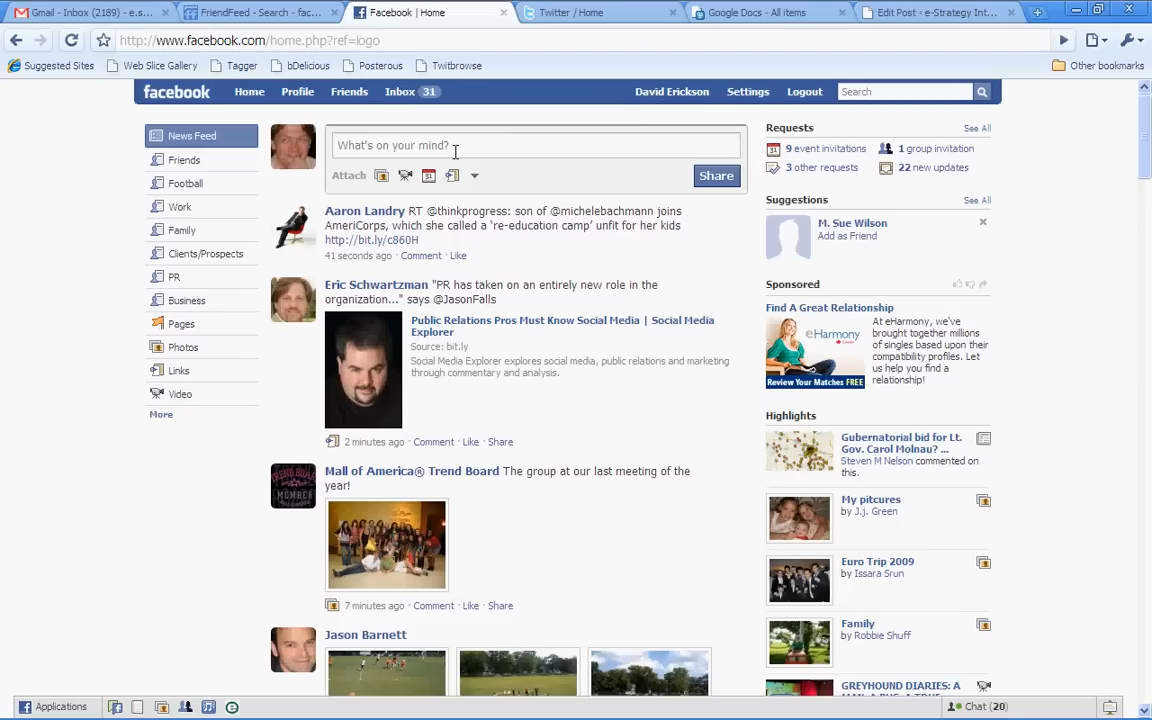 Gmail - Inbox (2189) - e.s...
FriendFeed - Search - fac...
Facebook | Home
Twitter / Home
Google Docs - All items
Edit Post ‹ e-Strategy Int...
http://www.facebook.com/home.php?ref=logo
Suggested Sites
Web Slice Gallery
Tagger
bDelicious
Posterous
Twitbrowse
Other bookmarks
facebook Home Profile Friends Inbox 31
David Erickson Settings Logout Search
News Feed
Friends
Football
Work
Family
Clients/Prospects
PR
Business
Pages
Photos
Links
Video
More
What's on your mind?
Attach 31
Share
Aaron Landry RT @thinkprogress: son of @michelebachmann joins
AmeriCorps, which she called a 're-education camp' unfit for her kids
http://bit.ly/c860H
41 seconds ago · Comment · Like
Eric Schwartzman "PR has taken on an entirely new role in the
organization..." says @JasonFalls
Public Relations Pros Must Know Social Media | Social Media
Explorer
Source: bit.ly
Social Media Explorer explores social media, public relations and marketing
through commentary and analysis.
2 minutes ago · Comment · Like · Share
Mall of America® Trend Board The group at our last meeting of the
year!
7 minutes ago · Comment · Like · Share
Jason Barnett
Requests See All
31 9 event invitations
1 group invitation
3 other requests
22 new updates
Suggestions See All
M. Sue Wilson
Add as Friend
Sponsored
Find A Great Relationship
eHarmony
Review Your Matches FREE
At eHarmony, we've
brought together millions
of singles based upon their
compatibility profiles. Let
us help you find a
relationship!
Highlights
Gubernatorial bid for Lt.
Gov. Carol Molnau? ...
Steven M Nelson commented on
this.
My pitcures
by J.j. Green
Euro Trip 2009
by Issara Srun
Family
by Robbie Shuff
GREYHOUND DIARIES: A
Applications
Chat (20)